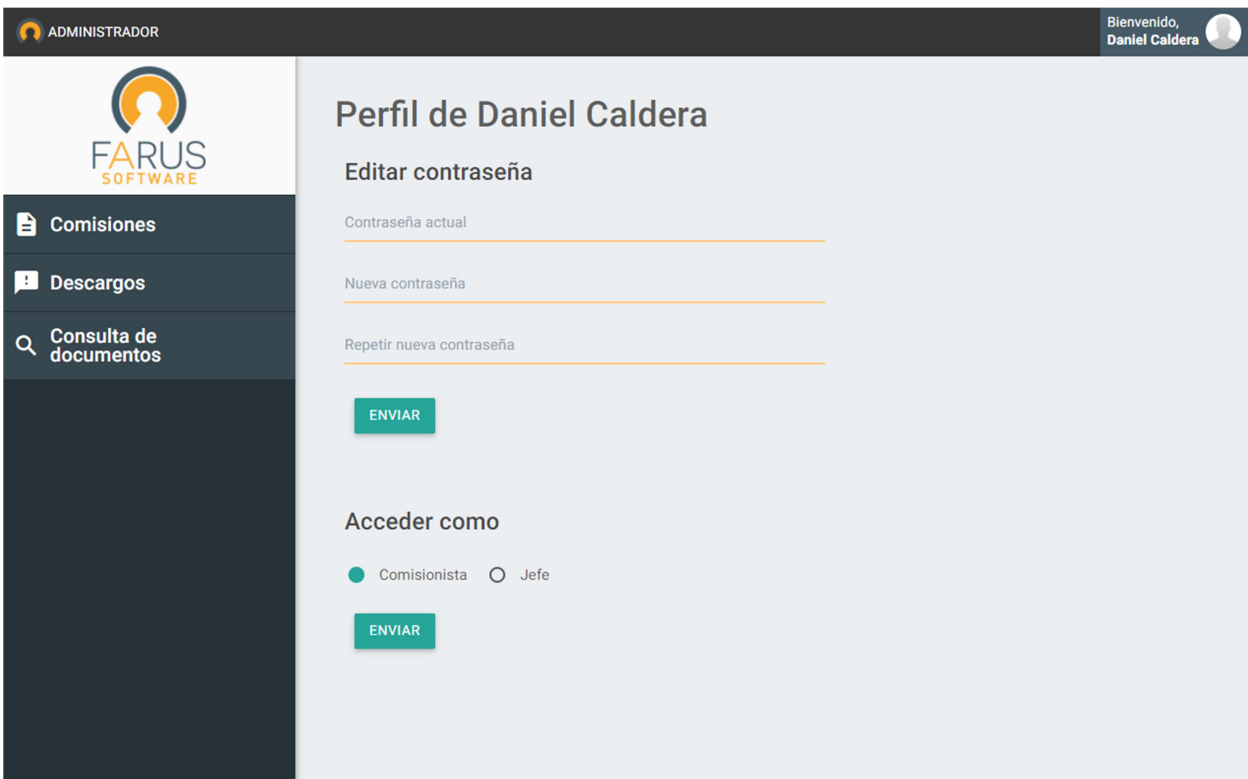 ADMINISTRADOR
Bienvenido,
Daniel Caldera
FARUS
SOFTWARE
Comisiones
Descargos
Consulta de
documentos
Perfil de Daniel Caldera
Editar contraseña
Contraseña actual
Nueva contraseña
Repetir nueva contraseña
ENVIAR
Acceder como
Comisionista Jefe
ENVIAR